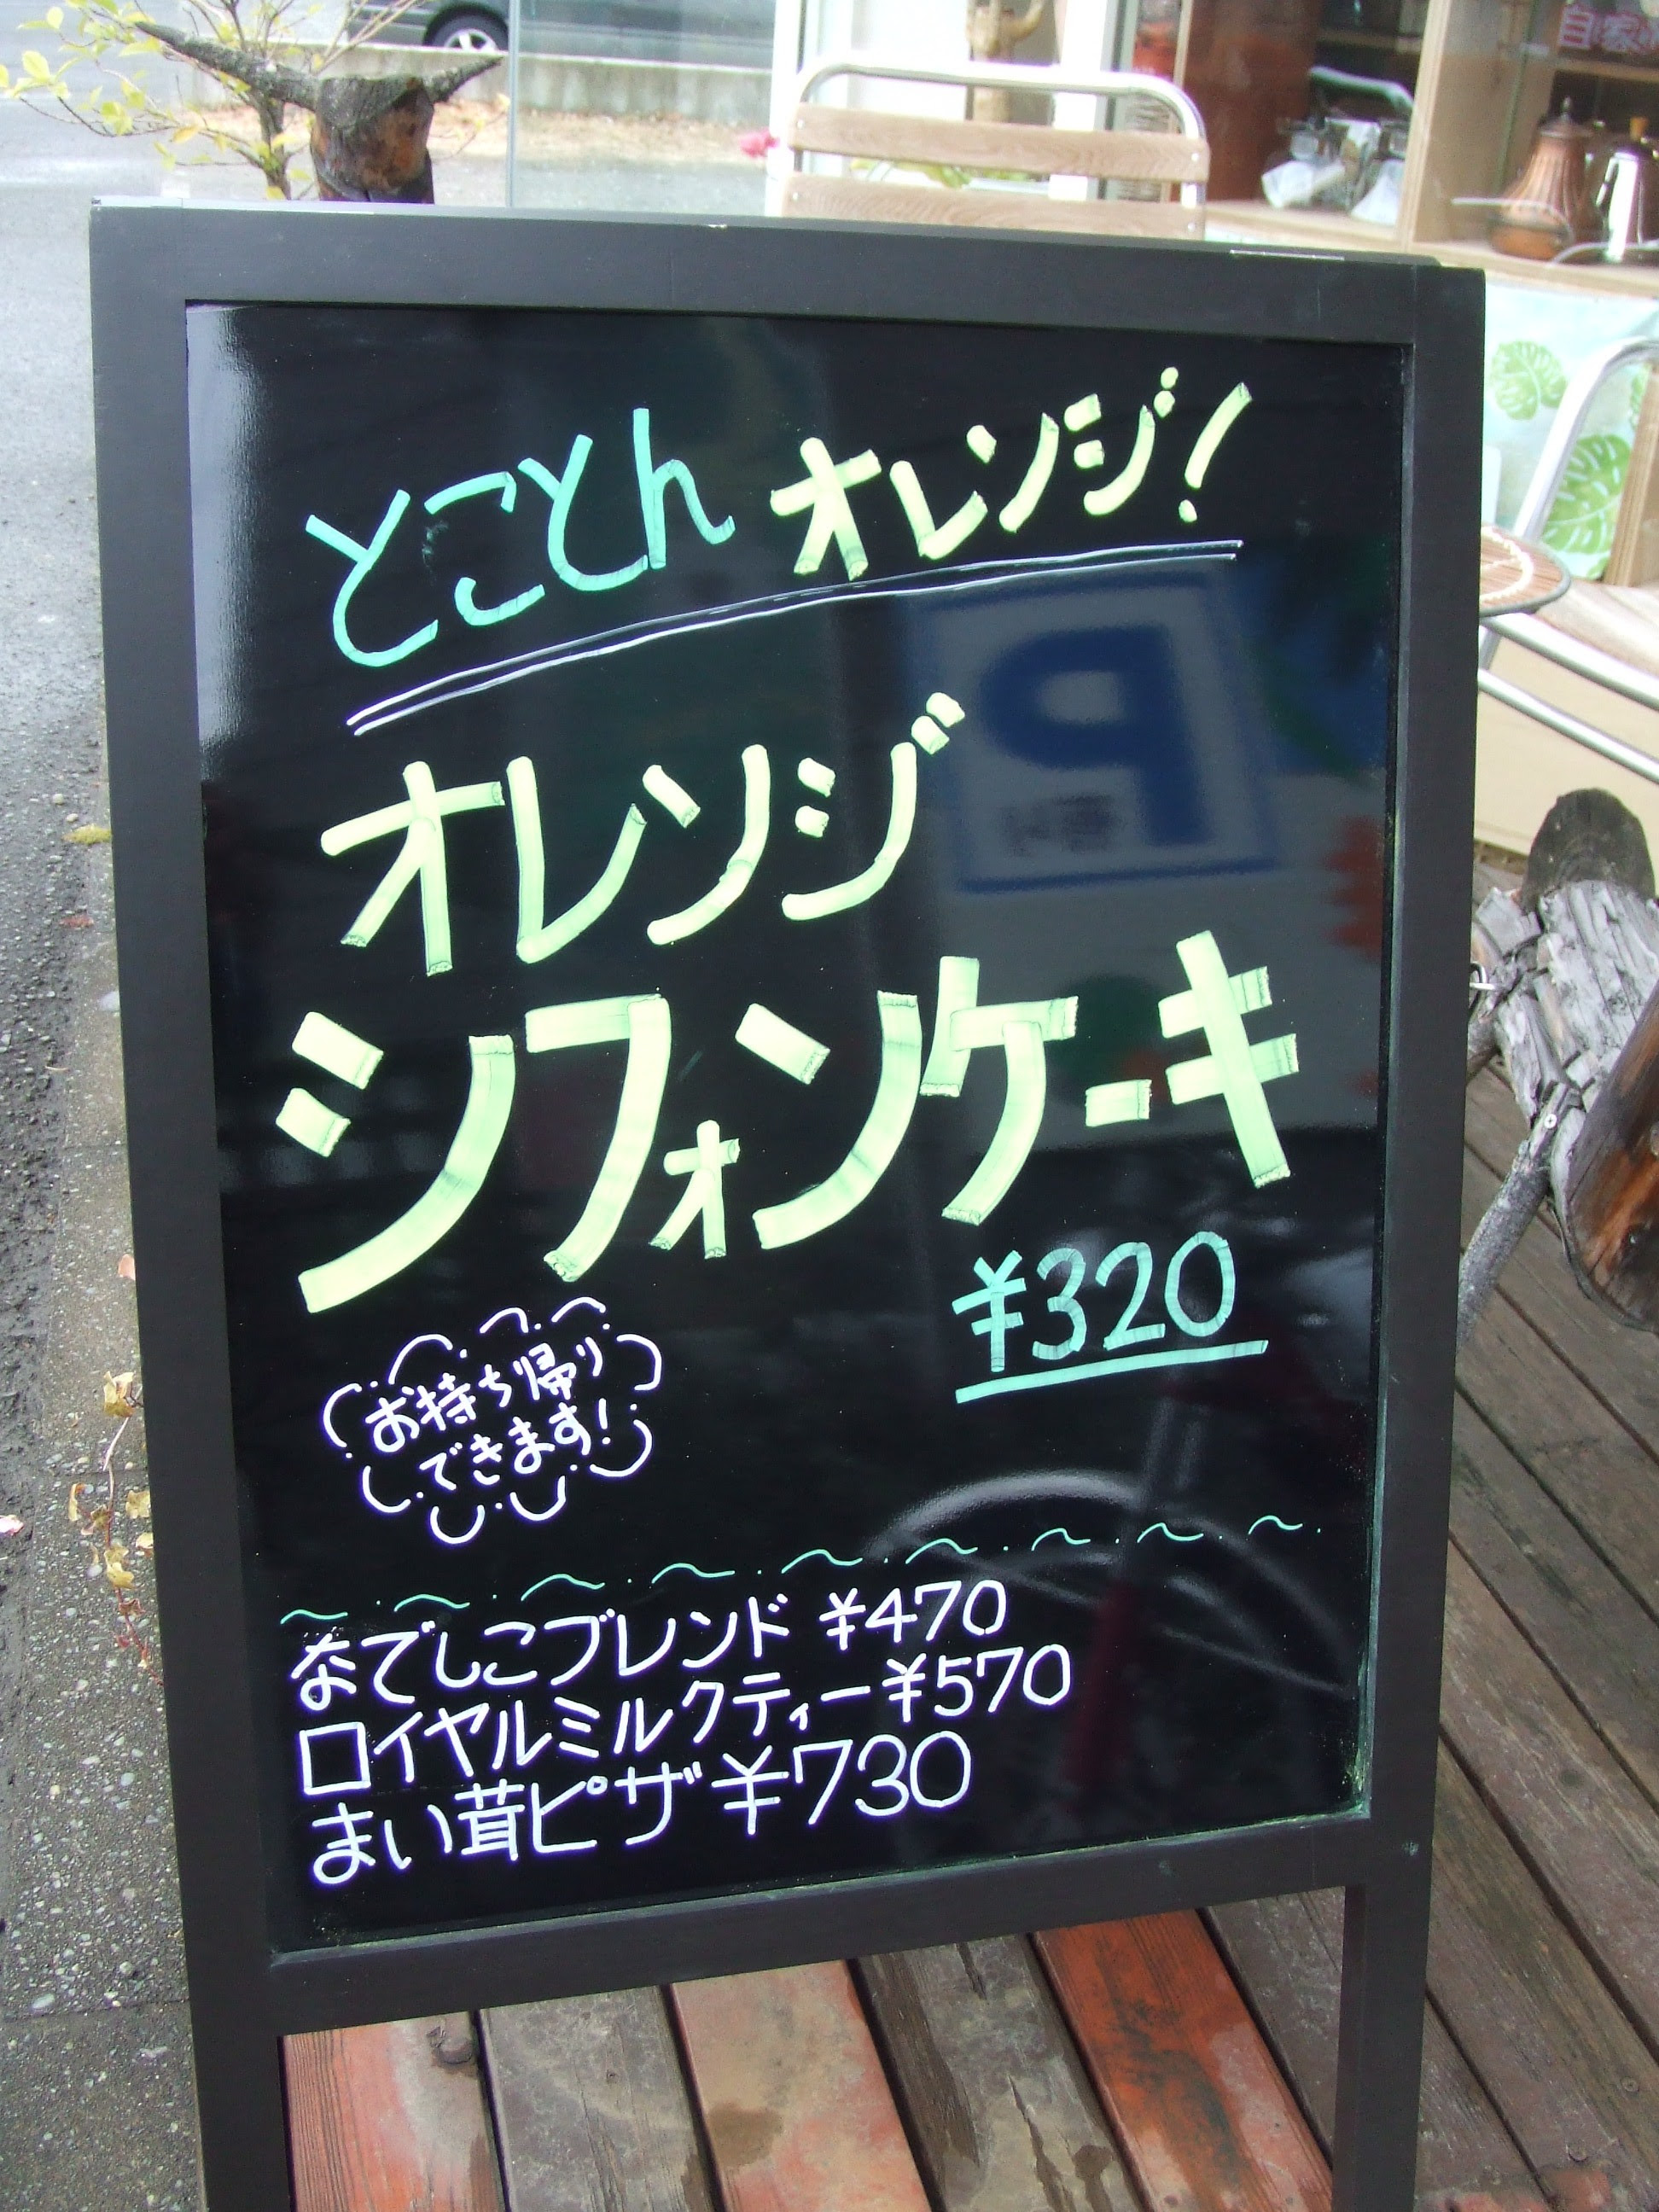 とことん オレンジ!
オレンジ
シフォンケーキ
¥320
お持ち帰り
できます!
なでしこブレンド ¥470
ロイヤルミルクティー ¥570
まい茸ピザ ¥730
P
自家